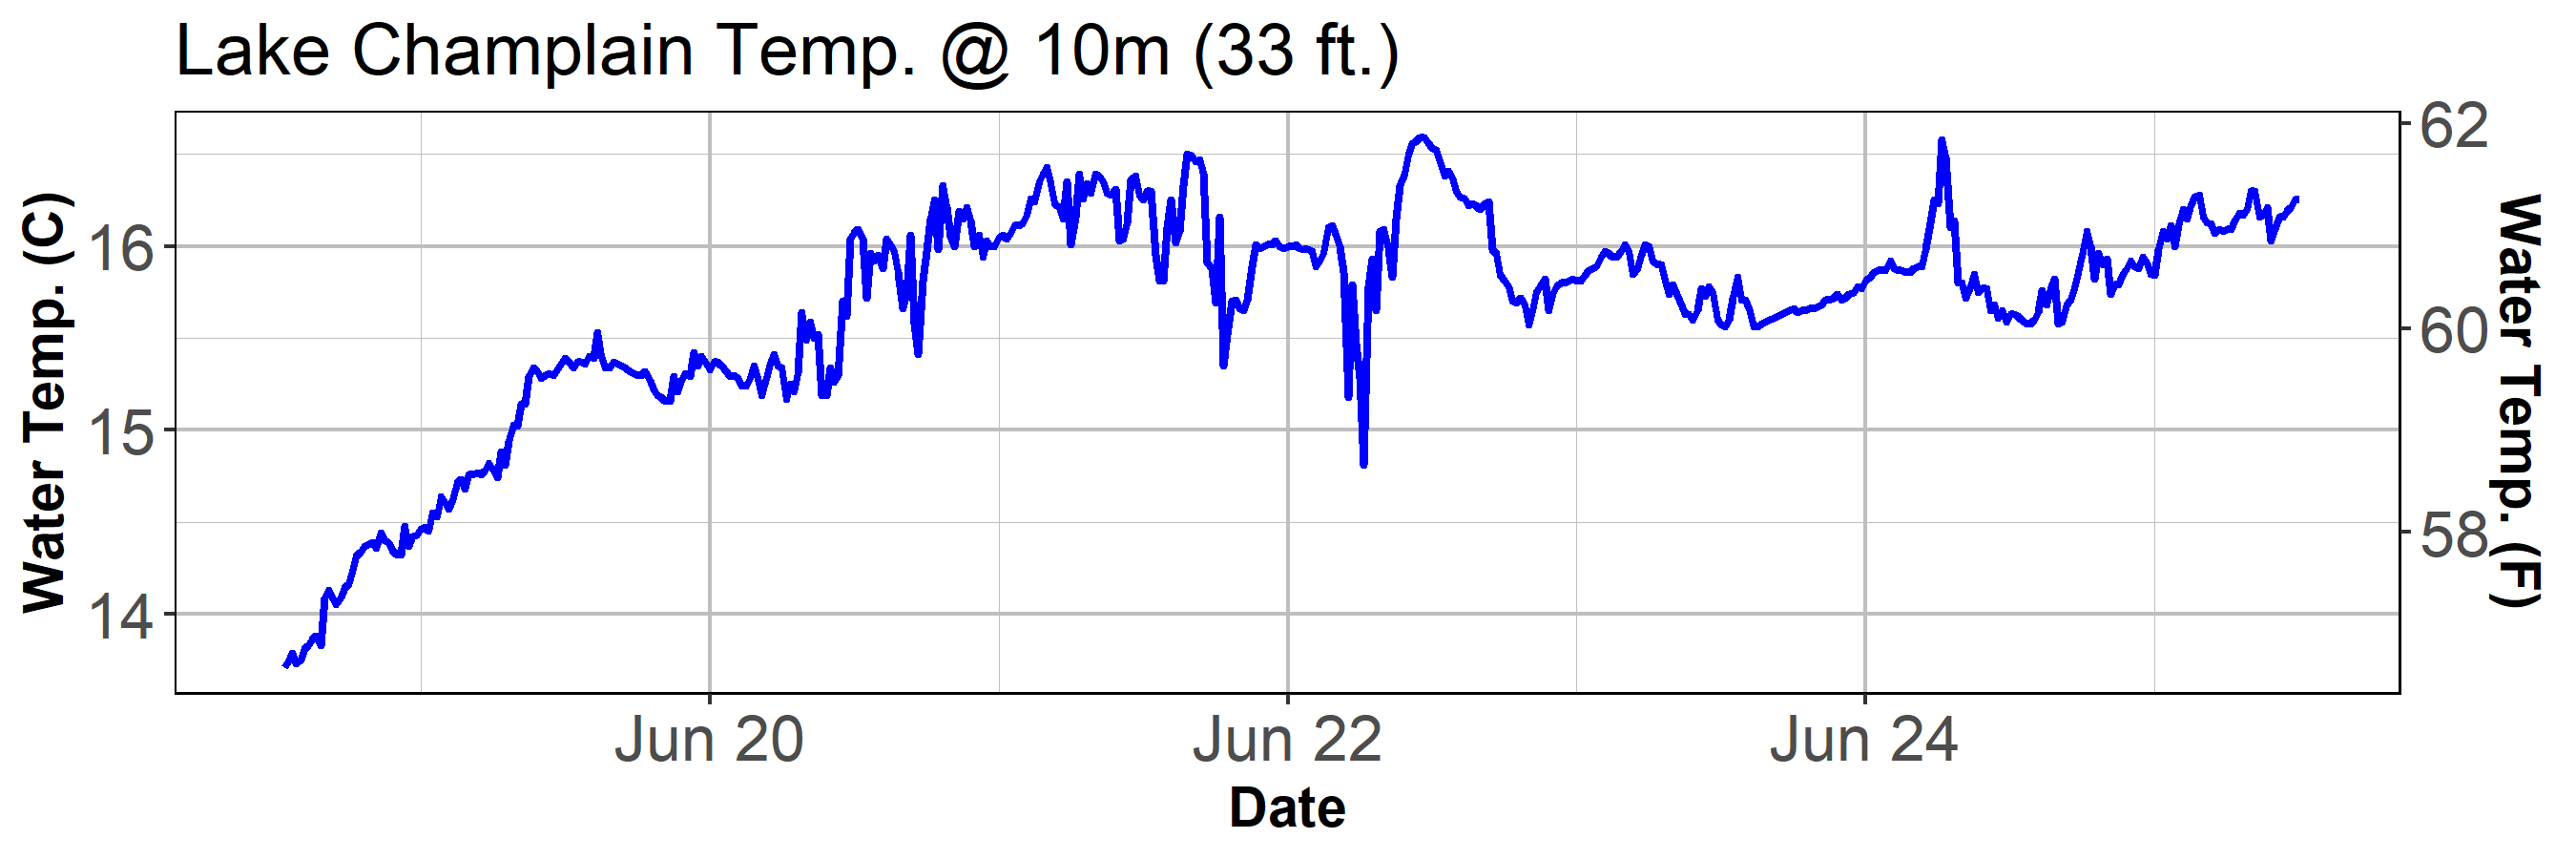 Lake Champlain Temp. @ 10m (33 ft.)
Water Temp. (C)
16
15
14
62
60
58
Water Temp. (F)
Jun 20
Jun 22
Jun 24
Date